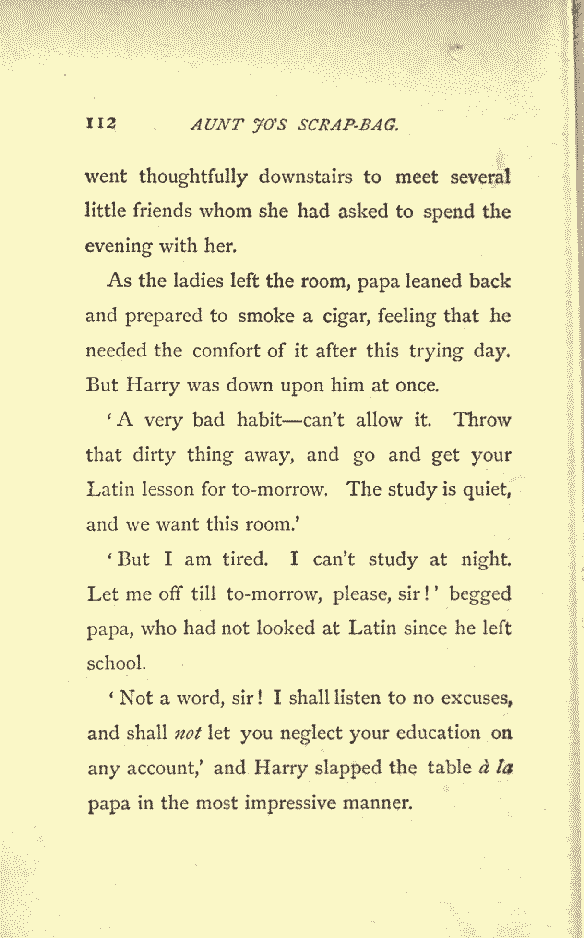 112 AUNT JO'S SCRAP-BAG.
went thoughtfully downstairs to meet several
little friends whom she had asked to spend the
evening with her.
As the ladies left the room, papa leaned back
and prepared to smoke a cigar, feeling that he
needed the comfort of it after this trying day.
But Harry was down upon him at once.
‘A very bad habit—can't allow it. Throw
that dirty thing away, and go and get your
Latin lesson for to-morrow. The study is quiet,
and we want this room.’
‘But I am tired. I can't study at night.
Let me off till to-morrow, please, sir!’ begged
papa, who had not looked at Latin since he left
school.
‘Not a word, sir! I shall listen to no excuses,
and shall not let you neglect your education on
any account,’ and Harry slapped the table à la
papa in the most impressive manner.